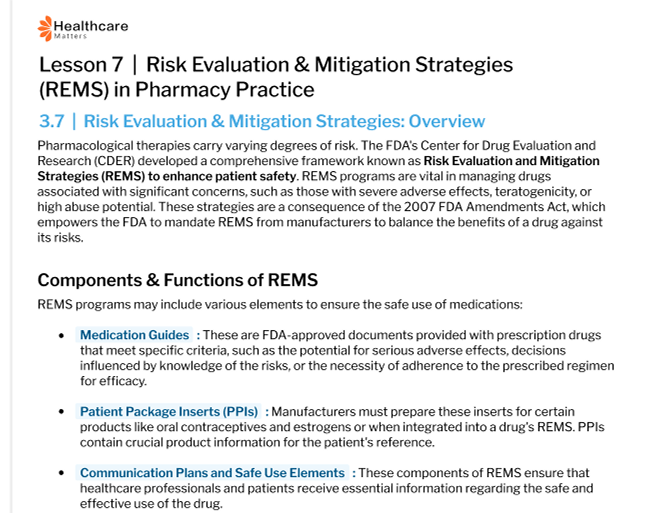 Healthcare
Matters
Lesson 7 | Risk Evaluation & Mitigation Strategies
(REMS) in Pharmacy Practice
3.7 | Risk Evaluation & Mitigation Strategies: Overview
Pharmacological therapies carry varying degrees of risk. The FDA's Center for Drug Evaluation and
Research (CDER) developed a comprehensive framework known as Risk Evaluation and Mitigation
Strategies (REMS) to enhance patient safety. REMS programs are vital in managing drugs
associated with significant concerns, such as those with severe adverse effects, teratogenicity, or
high abuse potential. These strategies are a consequence of the 2007 FDA Amendments Act, which
empowers the FDA to mandate REMS from manufacturers to balance the benefits of a drug against
its risks.
Components & Functions of REMS
REMS programs may include various elements to ensure the safe use of medications:
• Medication Guides : These are FDA-approved documents provided with prescription drugs
that meet specific criteria, such as the potential for serious adverse effects, decisions
influenced by knowledge of the risks, or the necessity of adherence to the prescribed regimen
for efficacy.
• Patient Package Inserts (PPIs) : Manufacturers must prepare these inserts for certain
products like oral contraceptives and estrogens or when integrated into a drug's REMS. PPIs
contain crucial product information for the patient's reference.
• Communication Plans and Safe Use Elements : These components of REMS ensure that
healthcare professionals and patients receive essential information regarding the safe and
effective use of the drug.